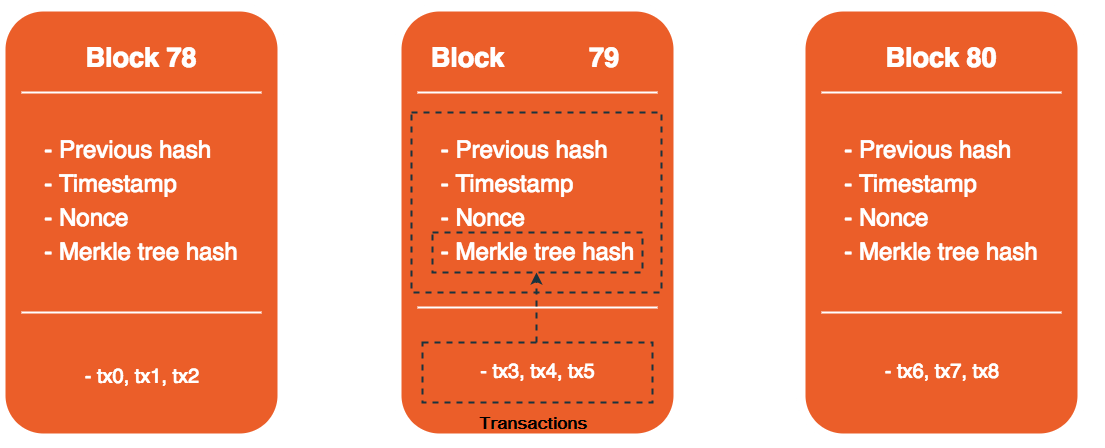 Block 78
- Previous hash
- Timestamp
- Nonce
- Merkle tree hash
- tx0, tx1, tx2
Block 79
- Previous hash
- Timestamp
- Nonce
- Merkle tree hash
- tx3, tx4, tx5
Transactions
Block 80
- Previous hash
- Timestamp
- Nonce
- Merkle tree hash
- tx6, tx7, tx8